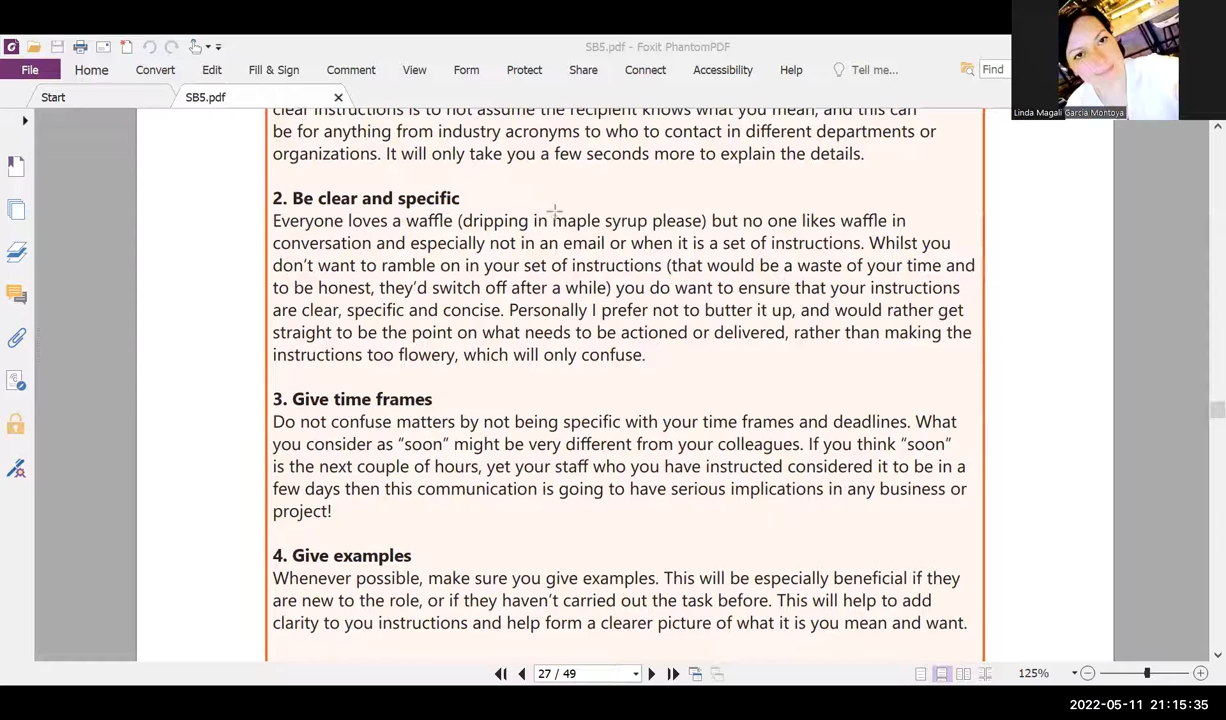 SB5.pdf - Foxit PhantomPDF
File Home Convert Edit Fill & Sign Comment View Form Protect Share Connect Accessibility Help Tell me... Find
Start SB5.pdf
Linda Magali Garcia Montoya
clear instructions is to not assume the recipient knows what you mean, and this can
be for anything from industry acronyms to who to contact in different departments or
organizations. It will only take you a few seconds more to explain the details.
2. Be clear and specific
Everyone loves a waffle (dripping in maple syrup please) but no one likes waffle in
conversation and especially not in an email or when it is a set of instructions. Whilst you
don't want to ramble on in your set of instructions (that would be a waste of your time and
to be honest, they'd switch off after a while) you do want to ensure that your instructions
are clear, specific and concise. Personally I prefer not to butter it up, and would rather get
straight to be the point on what needs to be actioned or delivered, rather than making the
instructions too flowery, which will only confuse.
3. Give time frames
Do not confuse matters by not being specific with your time frames and deadlines. What
you consider as “soon” might be very different from your colleagues. If you think “soon”
is the next couple of hours, yet your staff who you have instructed considered it to be in a
few days then this communication is going to have serious implications in any business or
project!
4. Give examples
Whenever possible, make sure you give examples. This will be especially beneficial if they
are new to the role, or if they haven't carried out the task before. This will help to add
clarity to you instructions and help form a clearer picture of what it is you mean and want.
27 / 49 125%
2022-05-11 21:15:35